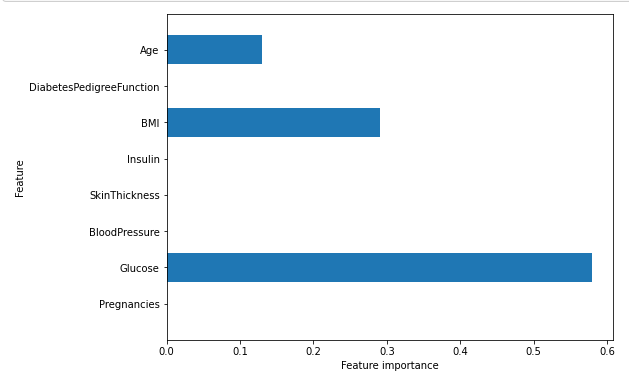 Age
DiabetesPedigreeFunction
BMI
Insulin
SkinThickness
BloodPressure
Glucose
Pregnancies
Feature
0.0 0.1 0.2 0.3 0.4 0.5 0.6
Feature importance